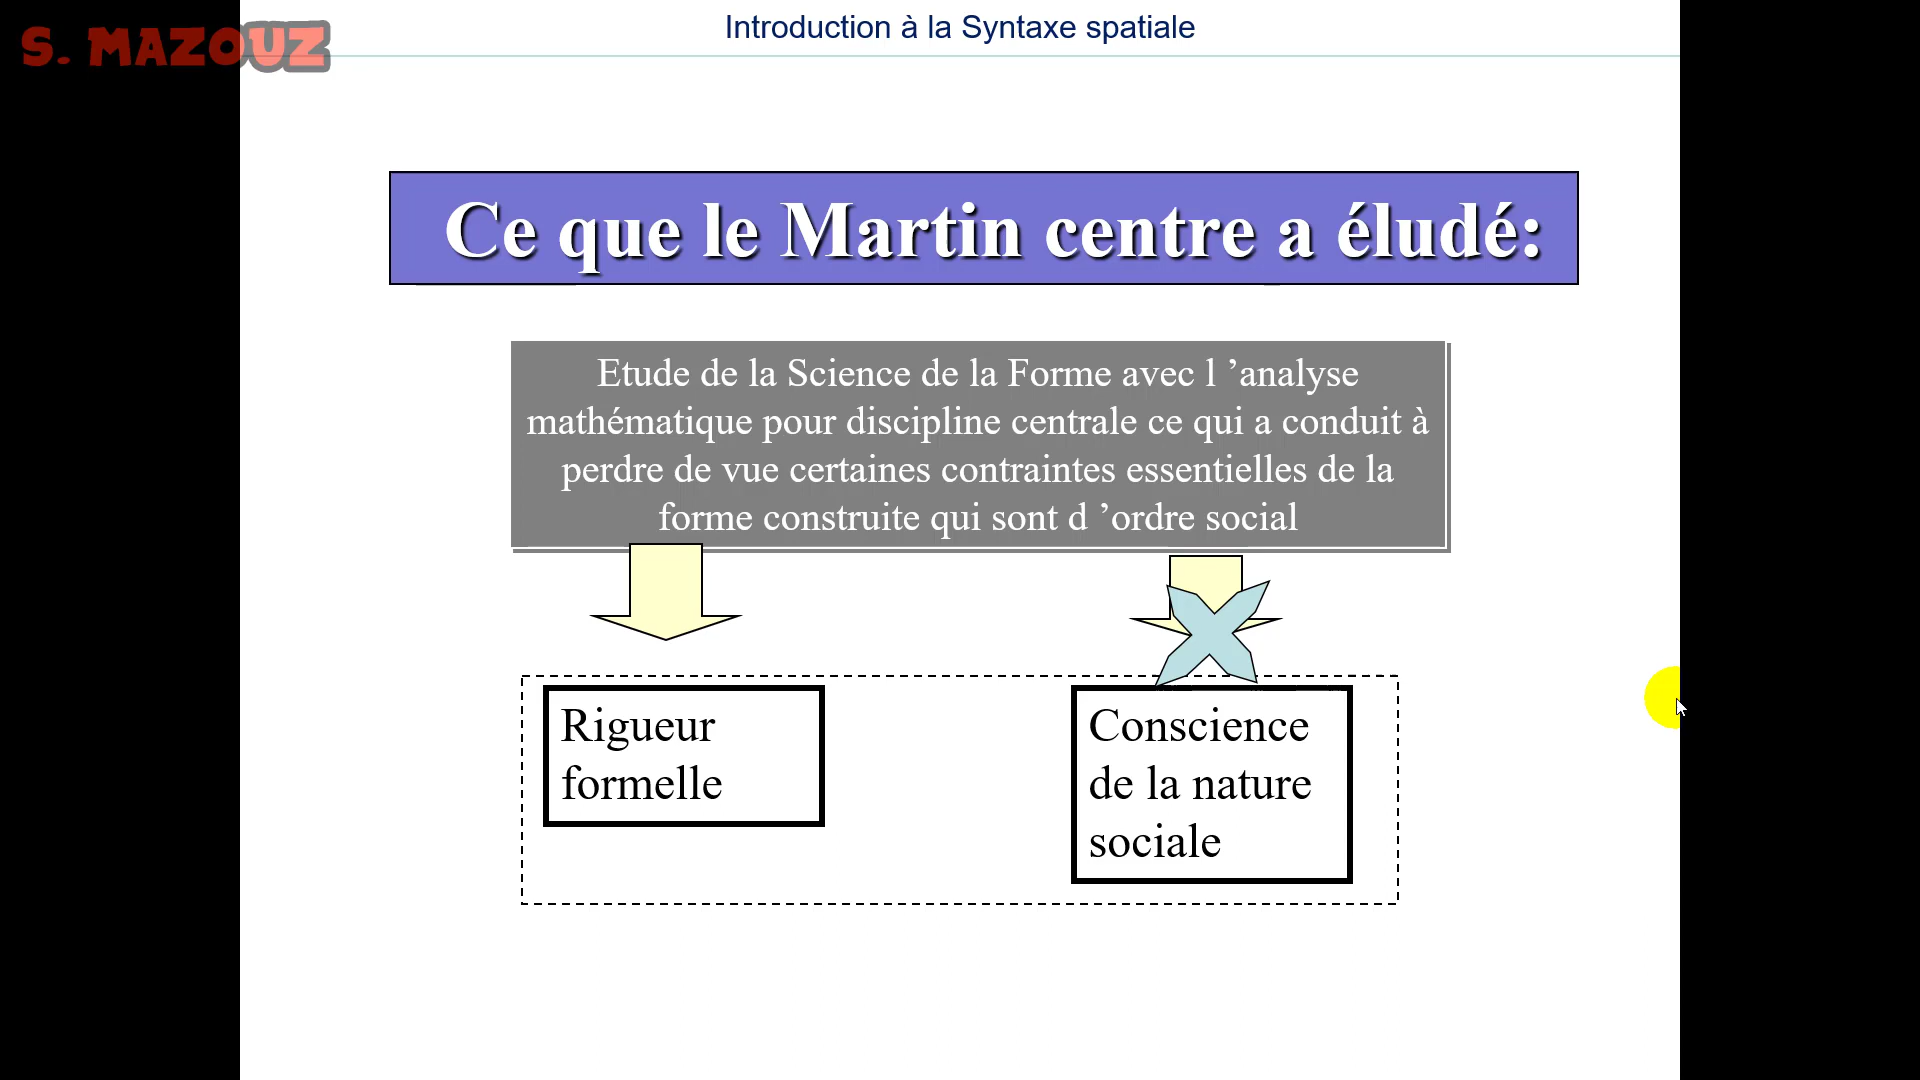 Introduction à la Syntaxe spatiale
S. MAZOUZ
Ce que le Martin centre a éludé:
Etude de la Science de la Forme avec l ’analyse
mathématique pour discipline centrale ce qui a conduit à
perdre de vue certaines contraintes essentielles de la
forme construite qui sont d ’ordre social
Rigueur
formelle
Conscience
de la nature
sociale